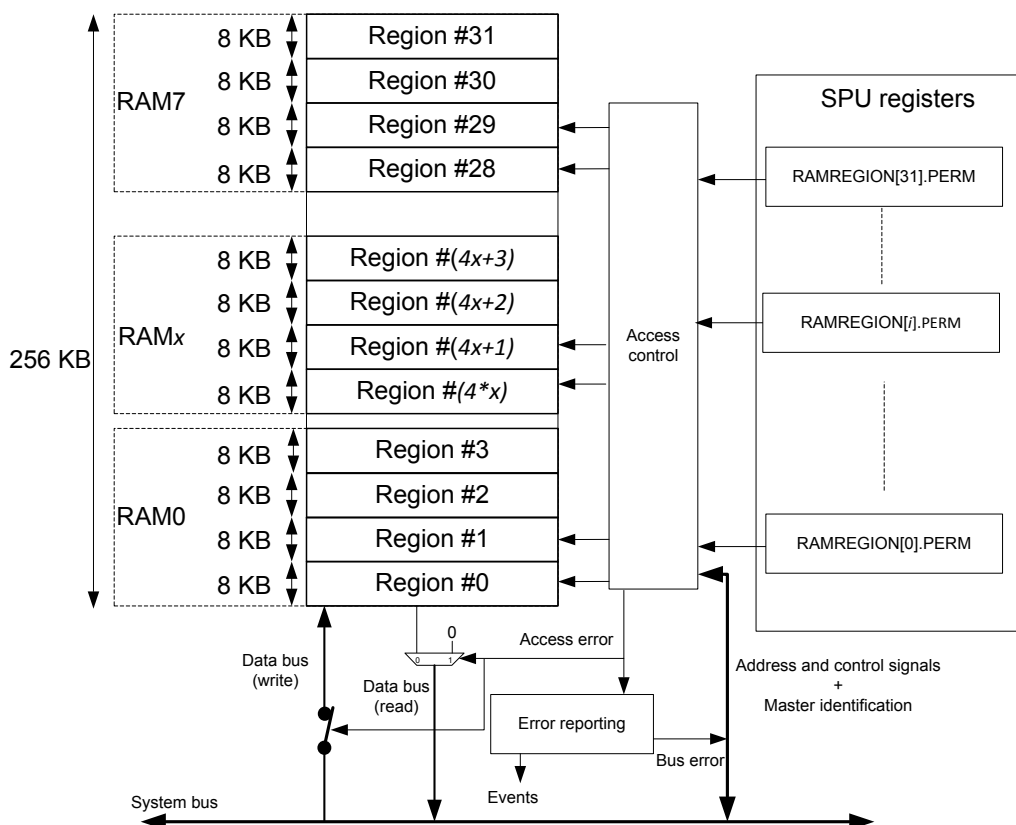 256 KB
RAM7
8 KB
Region #31
8 KB
Region #30
8 KB
Region #29
8 KB
Region #28
RAMx
8 KB
Region #(4x+3)
8 KB
Region #(4x+2)
8 KB
Region #(4x+1)
8 KB
Region #(4*x)
RAM0
8 KB
Region #3
8 KB
Region #2
8 KB
Region #1
8 KB
Region #0
Access
control
SPU registers
RAMREGION[31].PERM
RAMREGION[i].PERM
RAMREGION[0].PERM
Data bus
(write)
0
0
1
Data bus
(read)
Access error
Error reporting
Bus error
Events
Address and control signals
+
Master identification
System bus